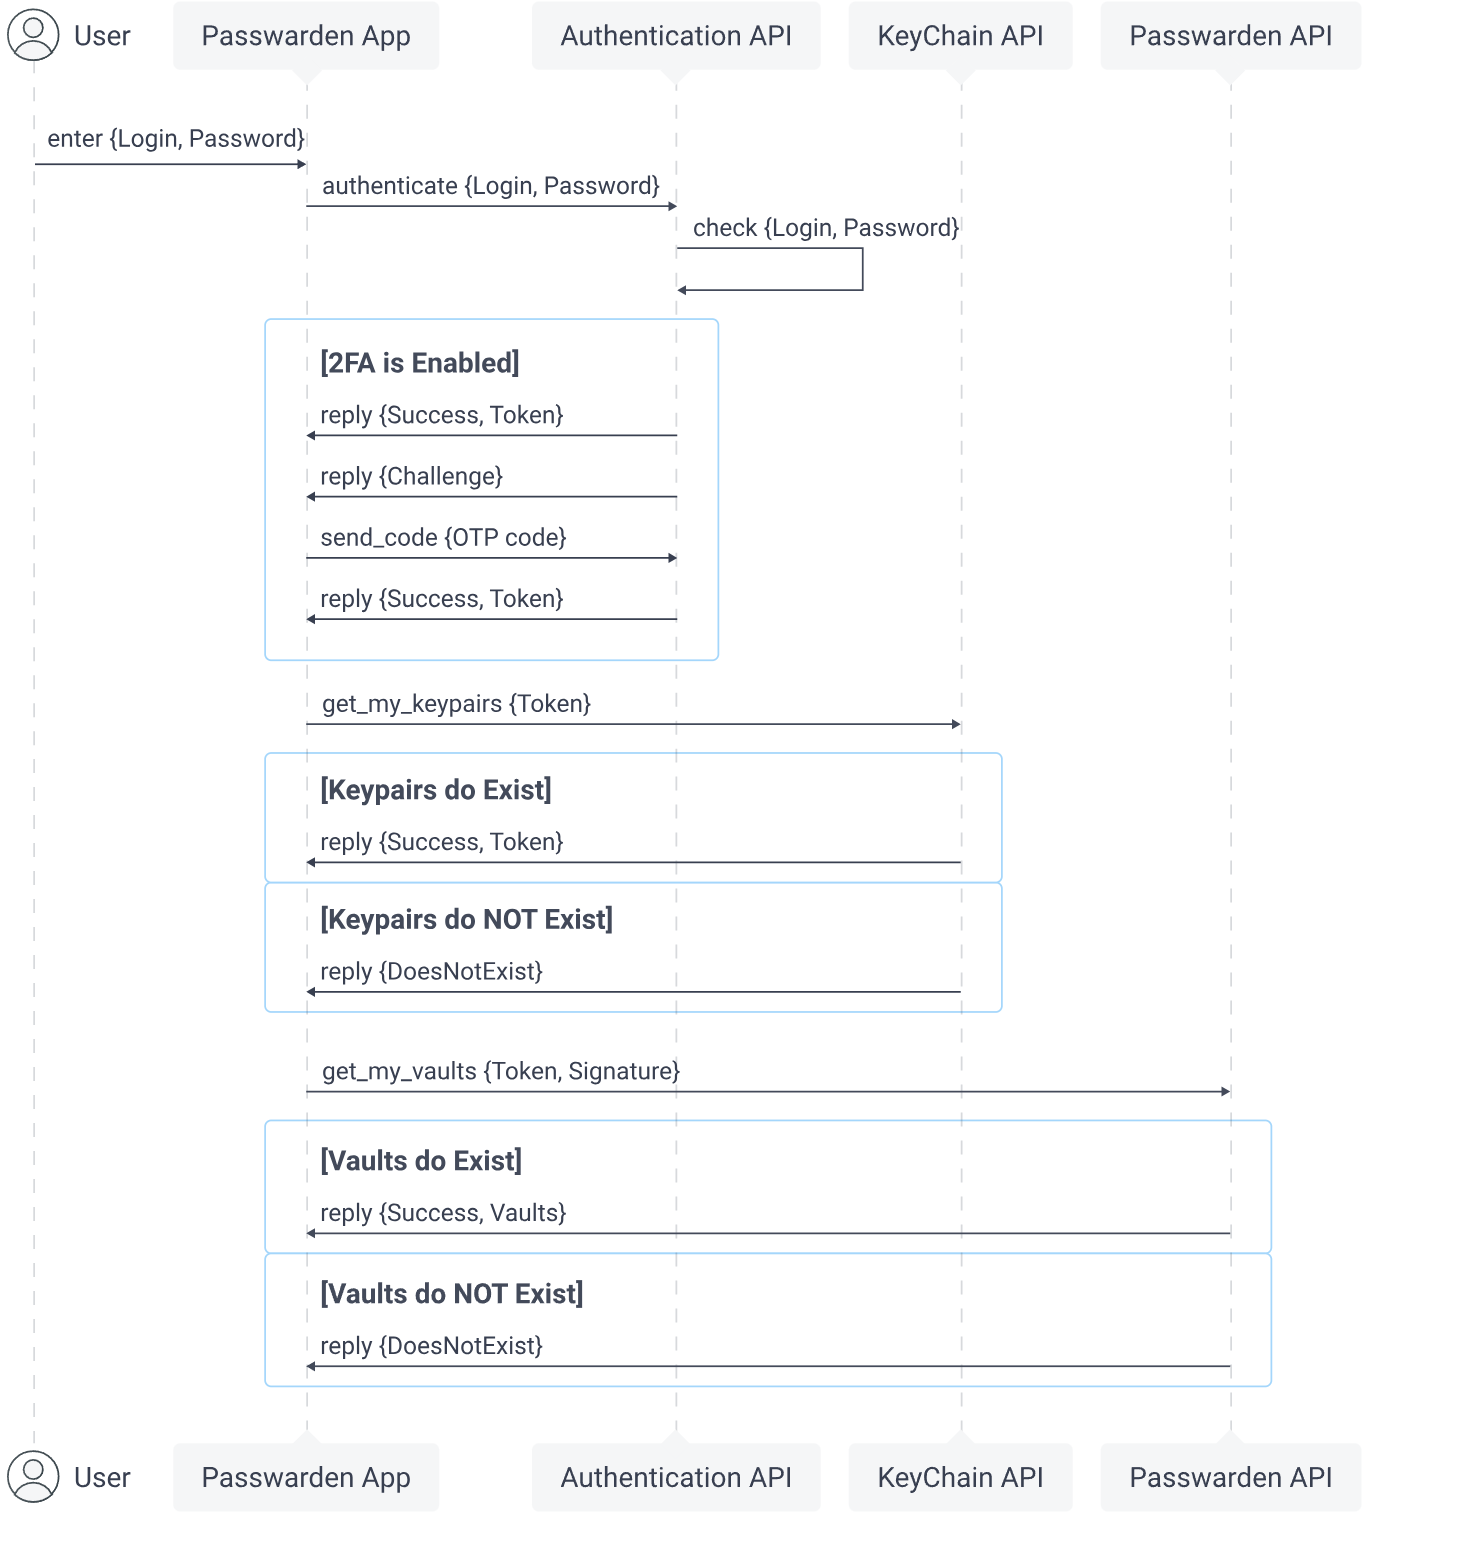 User
Passwarden App
Authentication API
KeyChain API
Passwarden API
enter {Login, Password}
authenticate {Login, Password}
check {Login, Password}
[2FA is Enabled]
reply {Success, Token}
reply {Challenge}
send_code {OTP code}
reply {Success, Token}
get_my_keypairs {Token}
[Keypairs do Exist]
reply {Success, Token}
[Keypairs do NOT Exist]
reply {DoesNotExist}
get_my_vaults {Token, Signature}
[Vaults do Exist]
reply {Success, Vaults}
[Vaults do NOT Exist]
reply {DoesNotExist}
User
Passwarden App
Authentication API
KeyChain API
Passwarden API